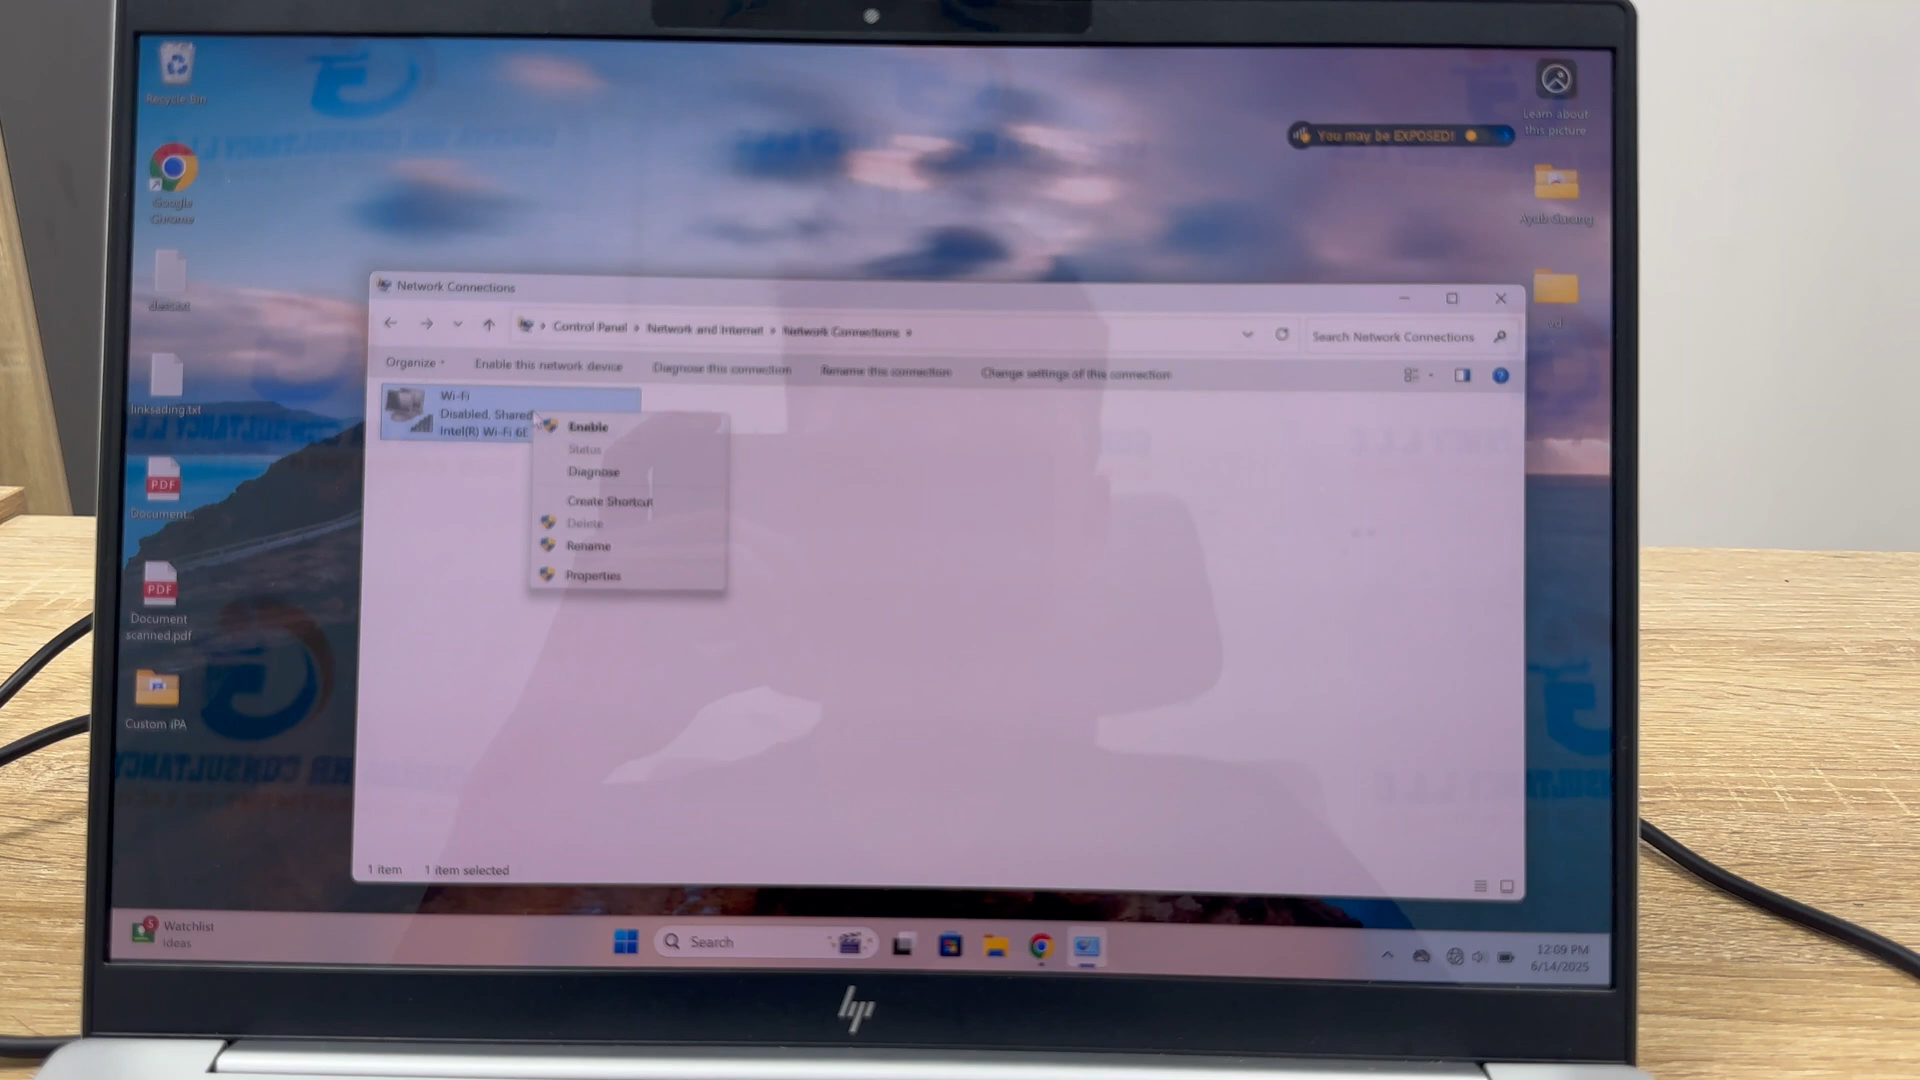 Recycle Bin
Google
Chrome
linksading.txt
PDF
Document...
PDF
Document
scanned.pdf
Custom iPA
Learn about
this picture
You may be EXPOSED!
Ayub Gurung
Network Connections
Control Panel
Network and Internet
Network Connections
Search Network Connections
Organize
Enable this network device
Diagnose this connection
Rename this connection
Change settings of this connection
Wi-Fi
Disabled, Shared
Intel(R) Wi-Fi 6E
Enable
Status
Diagnose
Create Shortcut
Delete
Rename
Properties
1 item
1 item selected
5
Watchlist
Ideas
Search
12:09 PM
6/14/2025
hp